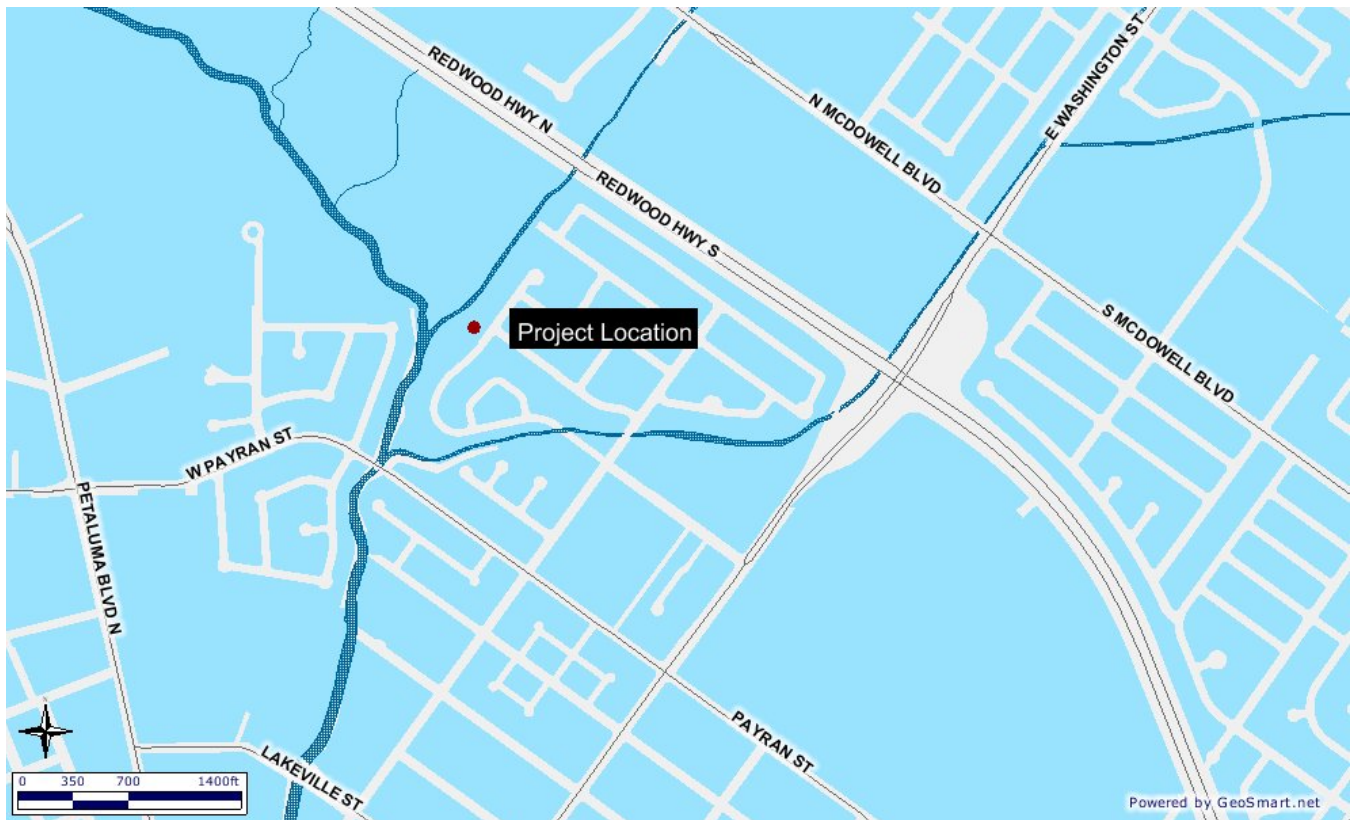 REDWOOD HWY N
N MCDOWELL BLVD
E WASHINGTON ST
REDWOOD HWY S
Project Location
S MCDOWELL BLVD
W PAYRAN ST
PETALUMA BLVD N
PAYRAN ST
LAKEVILLE ST
0 350 700 1400ft
Powered by GeoSmart.net